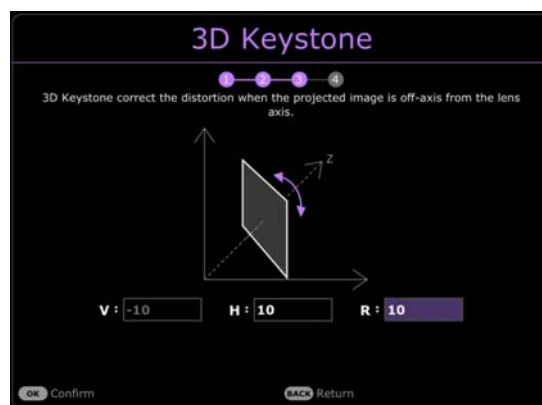 3D Keystone
1 2 3 4
3D Keystone correct the distortion when the projected image is off-axis from the lens
axis.
Z
V : -10 H : 10 R : 10
OK Confirm BACK Return